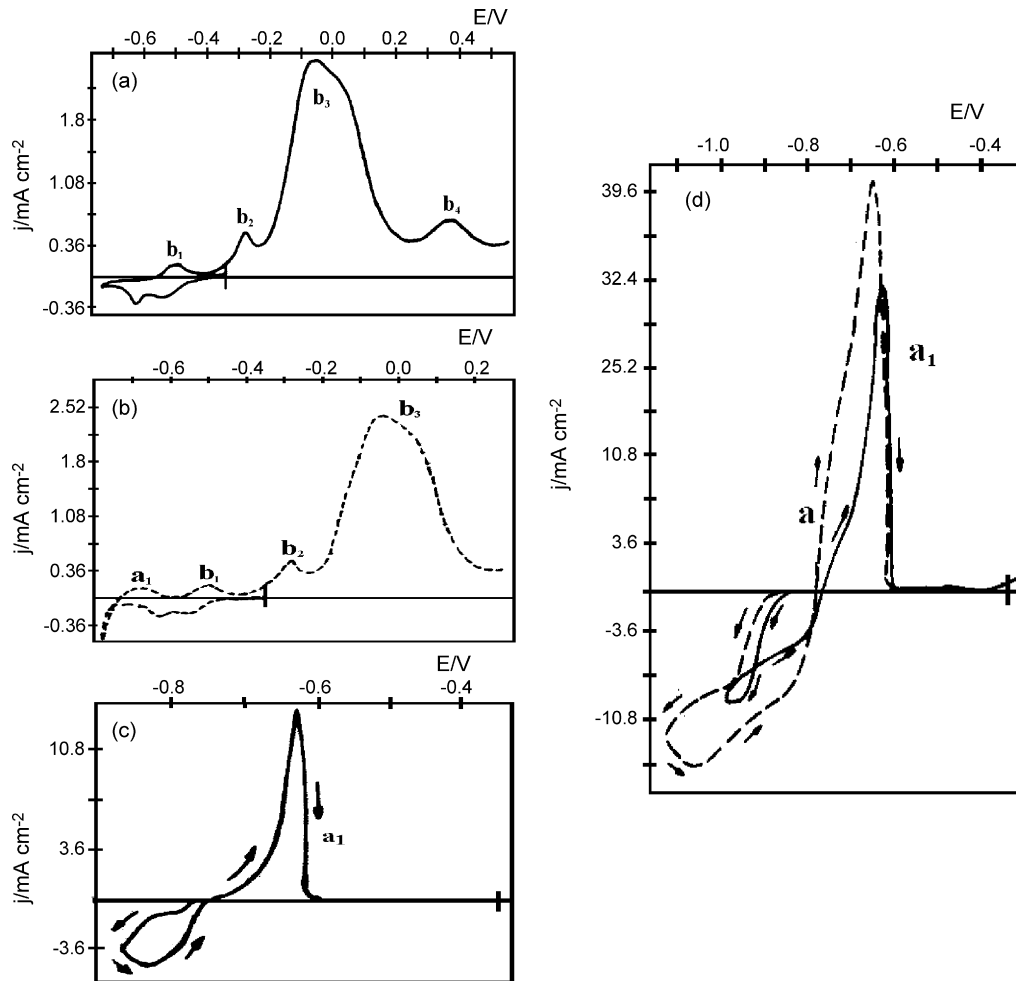 E/V
-0.6 -0.4 -0.2 0.0 0.2 0.4
(a)
b₃
1.8
1.08
j/mA cm⁻²
b₂
b₄
b₁
0.36
-0.36
E/V
-0.6 -0.4 -0.2 0.0 0.2
2.52
(b)
b₃
1.8
1.08
j/mA cm⁻²
b₂
0.36
a₁
b₁
-0.36
E/V
-0.8 -0.6 -0.4
(c)
10.8
a₁
3.6
j/mA cm⁻²
-3.6
E/V
-1.0 -0.8 -0.6 -0.4
39.6
(d)
32.4
a₁
25.2
10.8
j/mA cm⁻²
a
3.6
-3.6
-10.8